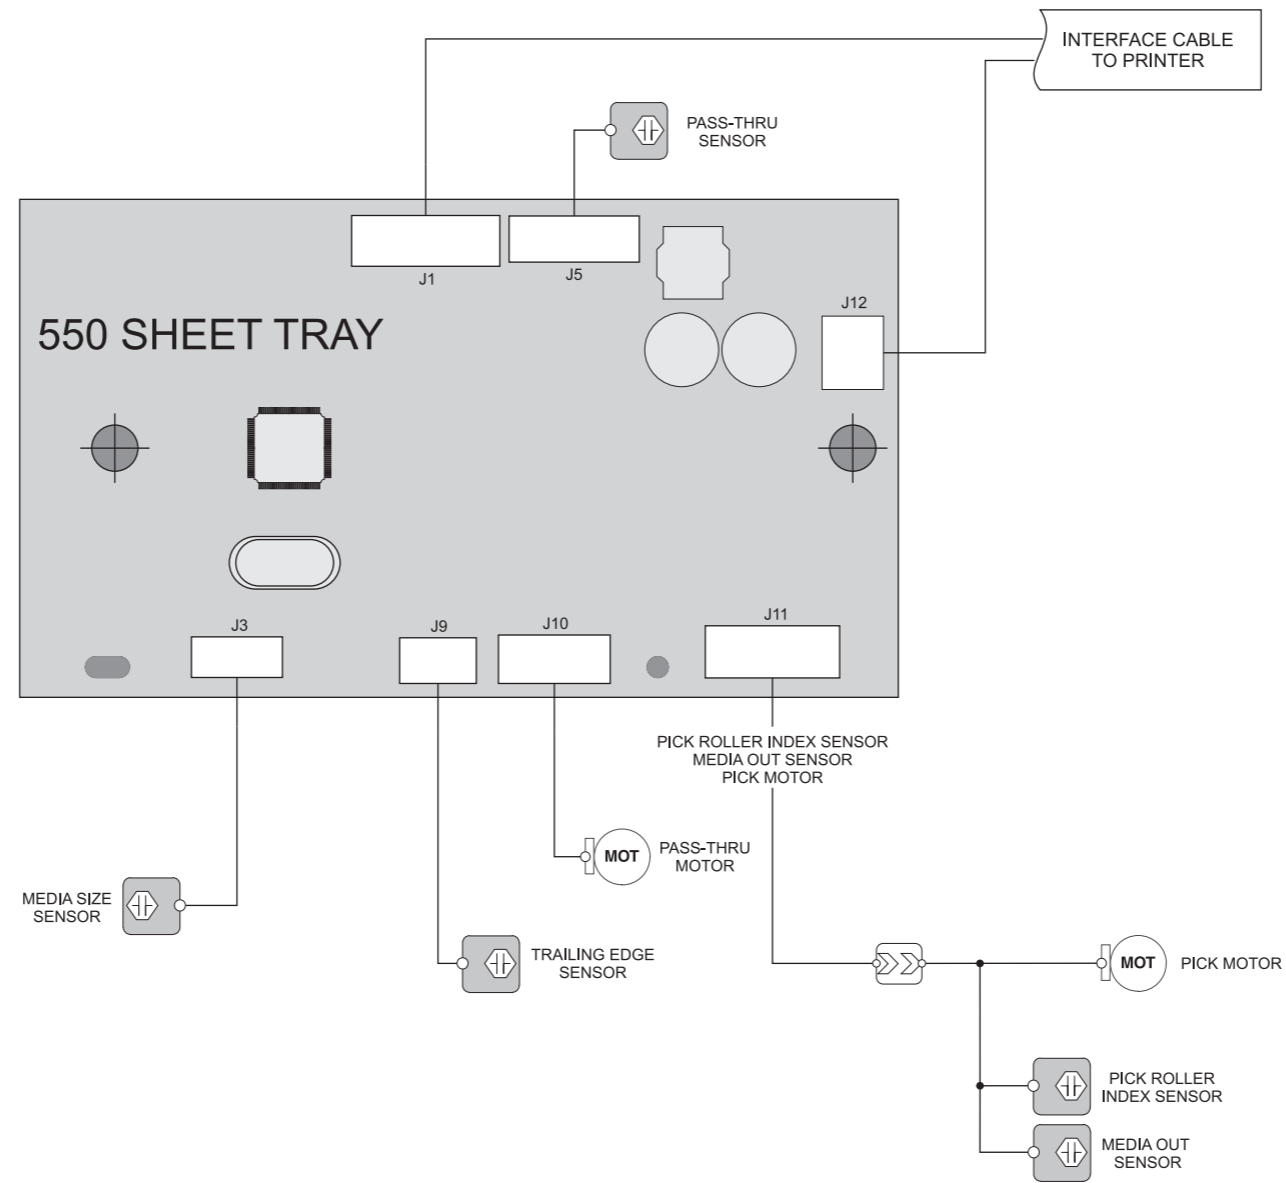 INTERFACE CABLE
TO PRINTER
PASS-THRU
SENSOR
J1
J5
J12
550 SHEET TRAY
J3
J9
J10
J11
PICK ROLLER INDEX SENSOR
MEDIA OUT SENSOR
PICK MOTOR
MOT
PASS-THRU
MOTOR
MEDIA SIZE
SENSOR
TRAILING EDGE
SENSOR
MOT
PICK MOTOR
PICK ROLLER
INDEX SENSOR
MEDIA OUT
SENSOR